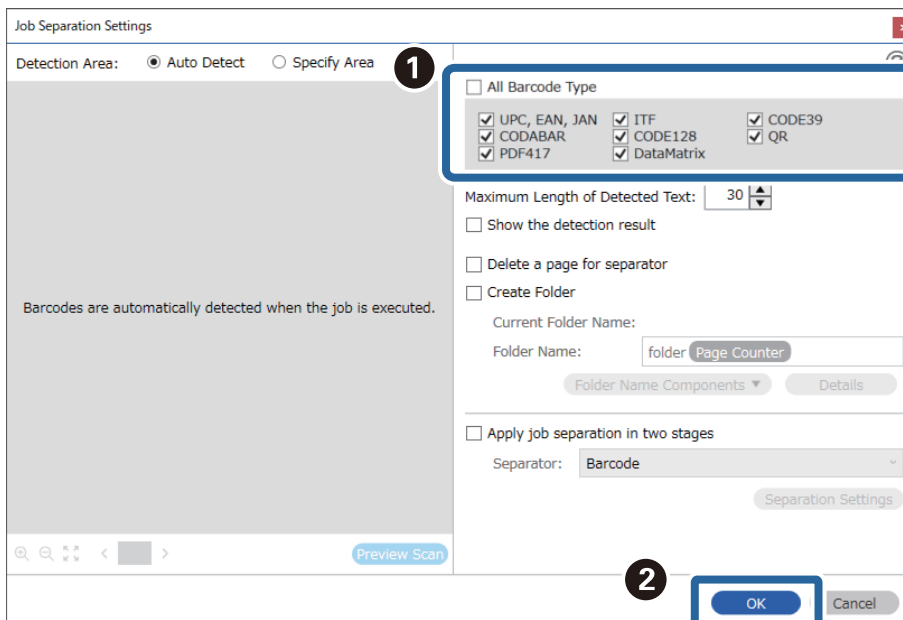 Job Separation Settings
Detection Area: Auto Detect Specify Area
1
All Barcode Type
UPC, EAN, JAN ITF CODE39
CODABAR CODE128 QR
PDF417 DataMatrix
Maximum Length of Detected Text: 30
Show the detection result
Delete a page for separator
Create Folder
Barcodes are automatically detected when the job is executed.
Current Folder Name:
Folder Name: folder Page Counter
Folder Name Components Details
Apply job separation in two stages
Separator: Barcode
Separation Settings
Preview Scan
2
OK Cancel